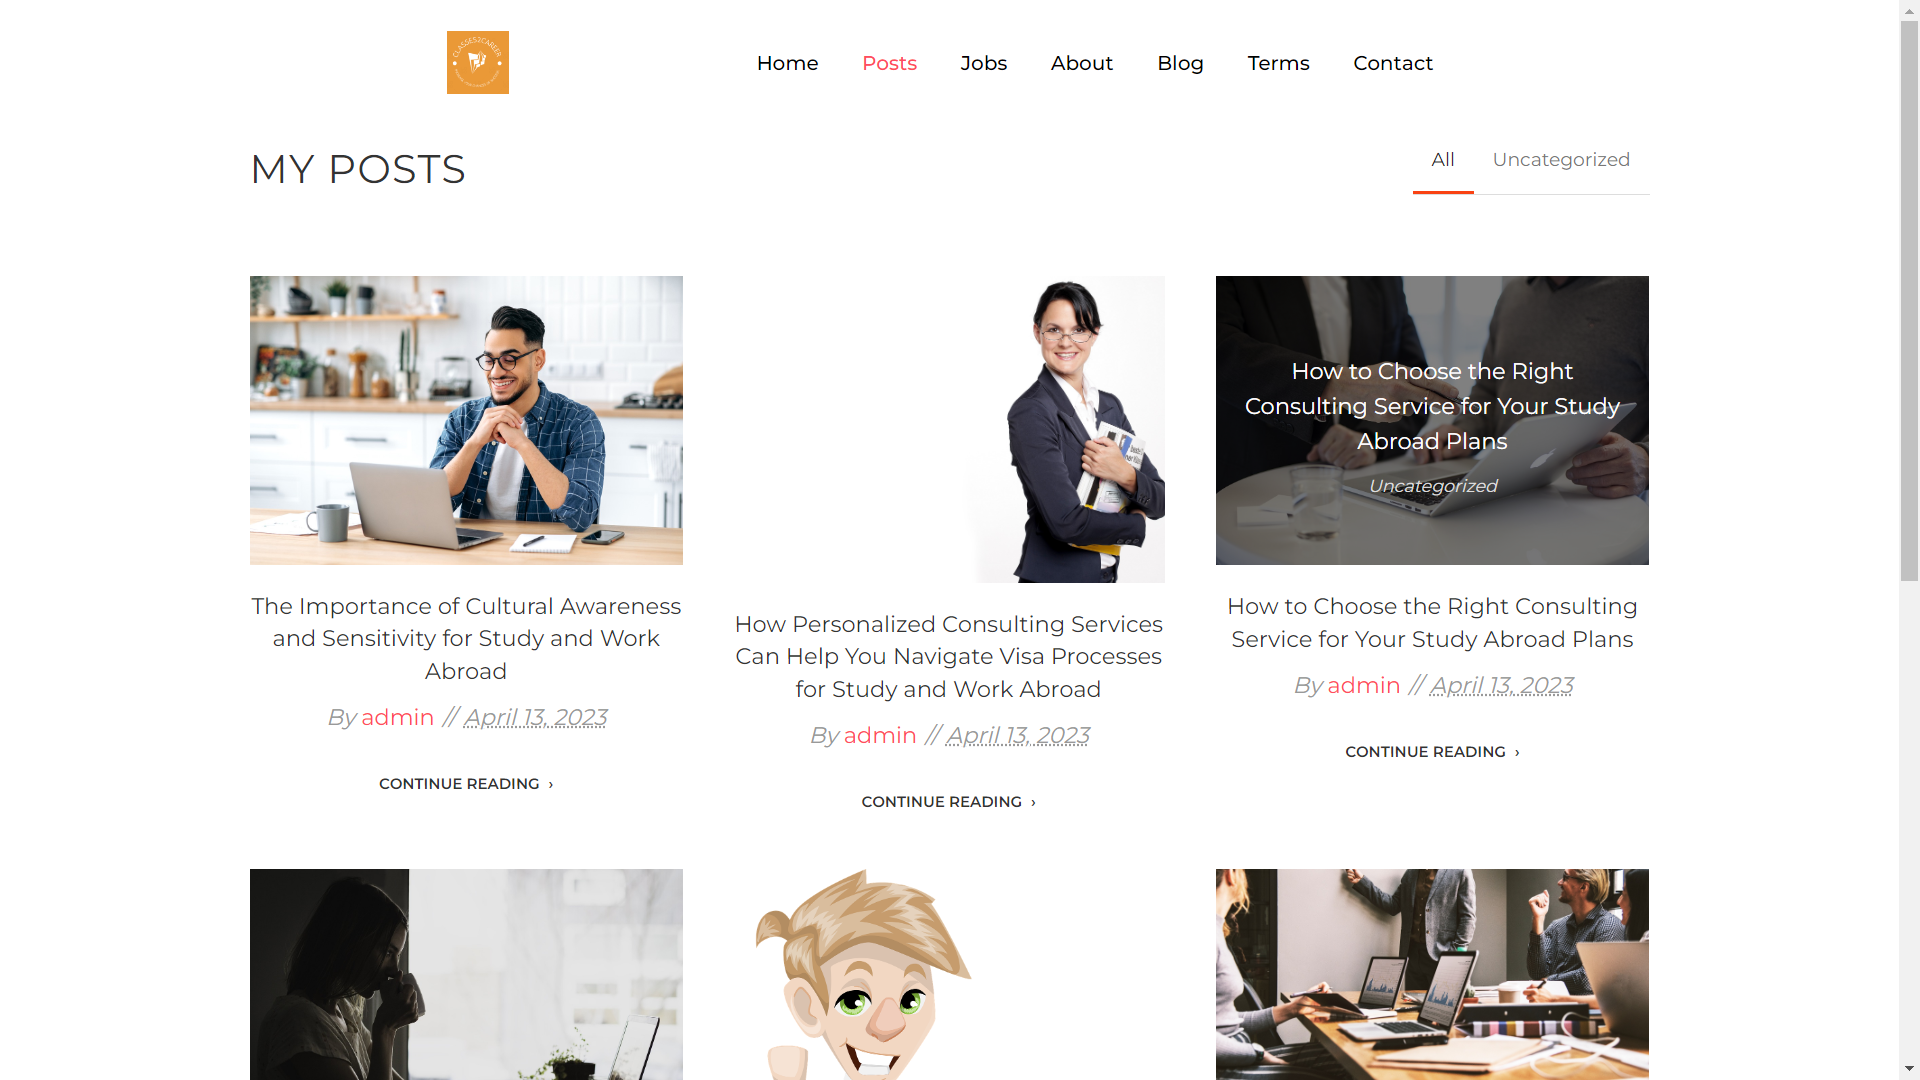 CLASSES2CAREER
Home
Posts
Jobs
About
Blog
Terms
Contact
MY POSTS
All
Uncategorized
How to Choose the Right
Consulting Service for Your Study
Abroad Plans
Uncategorized
The Importance of Cultural Awareness
and Sensitivity for Study and Work
Abroad
By admin // April 13, 2023
CONTINUE READING ›
How Personalized Consulting Services
Can Help You Navigate Visa Processes
for Study and Work Abroad
By admin // April 13, 2023
CONTINUE READING ›
How to Choose the Right Consulting
Service for Your Study Abroad Plans
By admin // April 13, 2023
CONTINUE READING ›